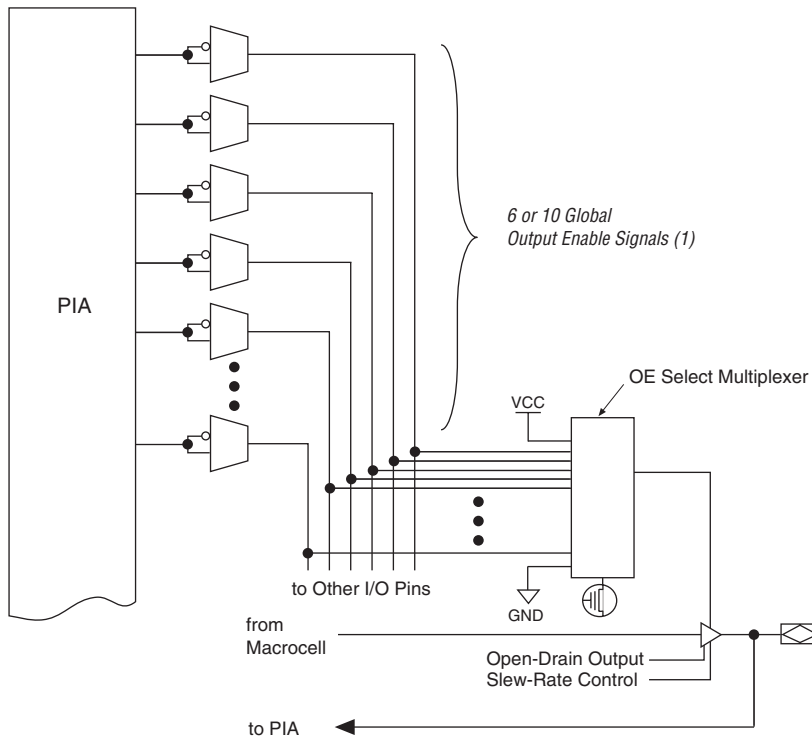 PIA
6 or 10 Global
Output Enable Signals (1)
OE Select Multiplexer
VCC
to Other I/O Pins
GND
from
Macrocell
Open-Drain Output
Slew-Rate Control
to PIA